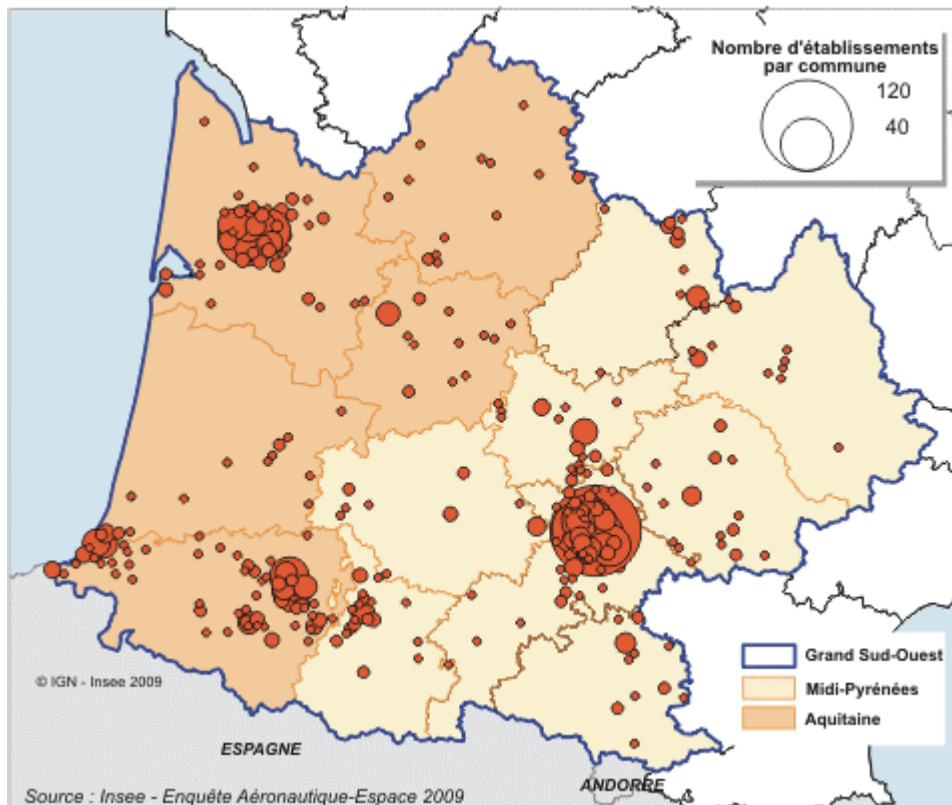 Nombre d'établissements
par commune
120
40
Grand Sud-Ouest
© IGN - Insee 2009
Midi-Pyrénées
Aquitaine
ESPAGNE
ANDORRE
Source : Insee - Enquête Aéronautique-Espace 2009